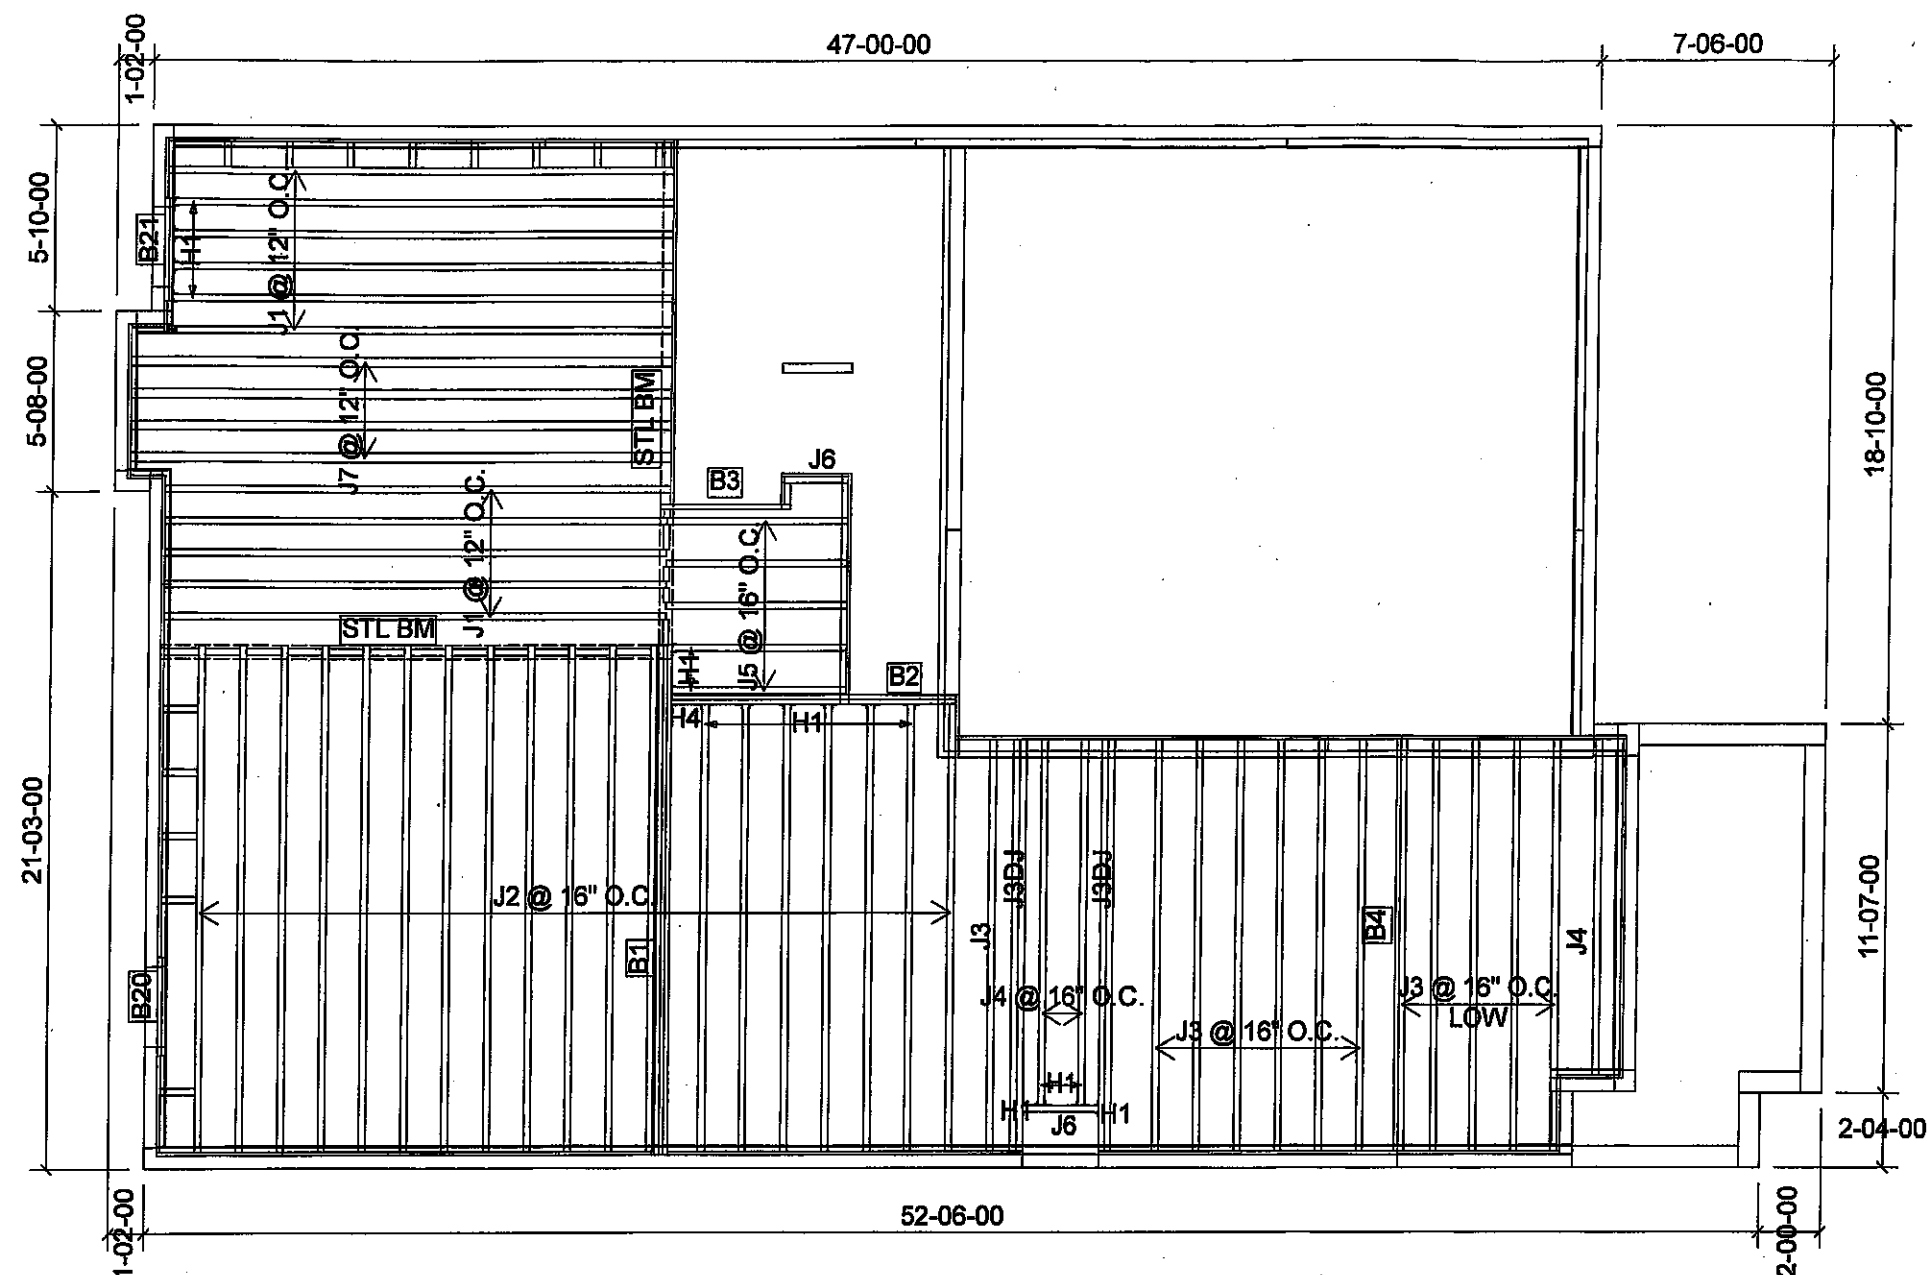 1-02-00
47-00-00
7-06-00
5-10-00
B21
H1
J1 @ 12" O.C.
5-08-00
J7 @ 12" O.C.
STL BM
18-10-00
J6
B3
J1 @ 12" O.C.
J5 @ 16" O.C.
STL BM
H1
B2
H4
H1
21-03-00
J2 @ 16" O.C.
J3DJ
J3DJ
11-07-00
B1
J3
B4
J4
B20
J4 @ 16" O.C.
J3 @ 16" O.C.
LOW
J3 @ 16" O.C.
H1
H1
H1
J6
2-04-00
1-02-00
52-06-00
2-00-00